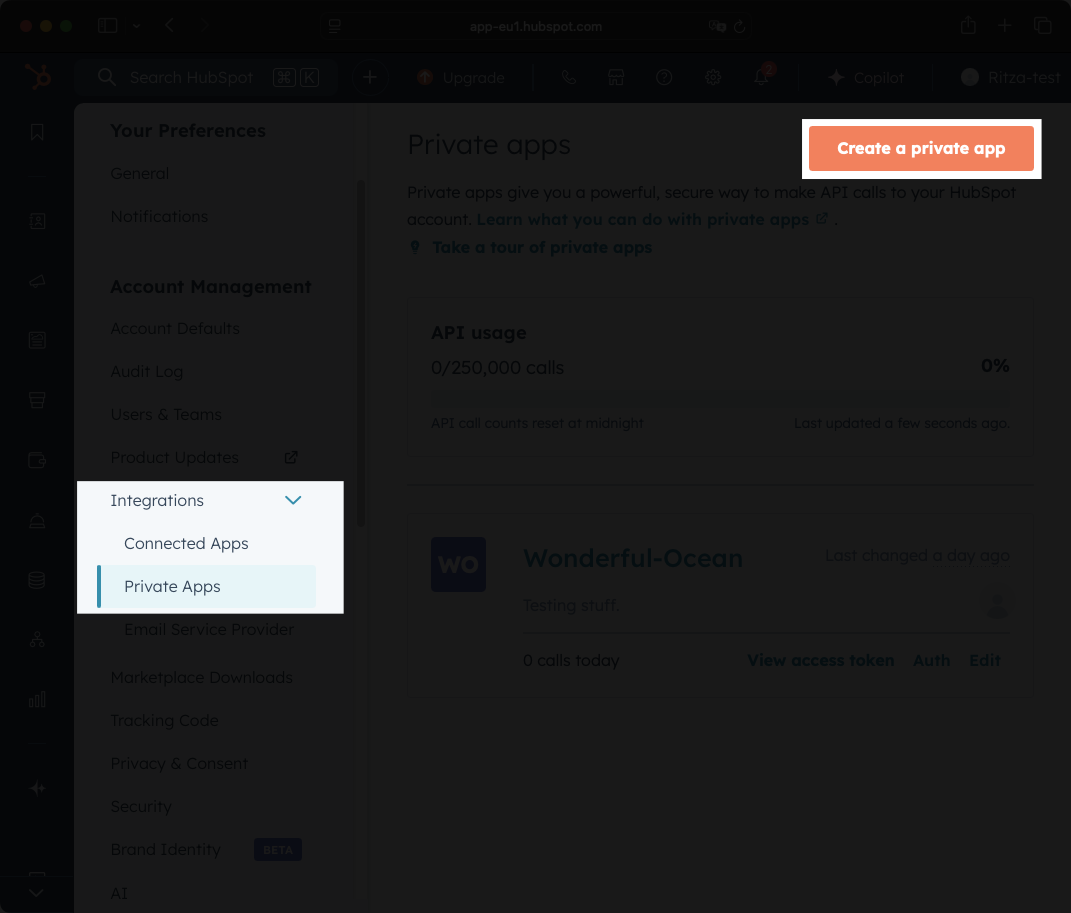 app-eu1.hubspot.com
Search HubSpot ⌘ K
Upgrade
2
Copilot
Ritza-test
Your Preferences
General
Notifications
Account Management
Account Defaults
Audit Log
Users & Teams
Product Updates
Integrations
Connected Apps
Private Apps
Email Service Provider
Marketplace Downloads
Tracking Code
Privacy & Consent
Security
Brand Identity BETA
AI
Private apps
Create a private app
Private apps give you a powerful, secure way to make API calls to your HubSpot
account. Learn what you can do with private apps .
Take a tour of private apps
API usage
0/250,000 calls 0%
API call counts reset at midnight Last updated a few seconds ago.
WO
Wonderful-Ocean Last changed a day ago
Testing stuff.
0 calls today View access token Auth Edit